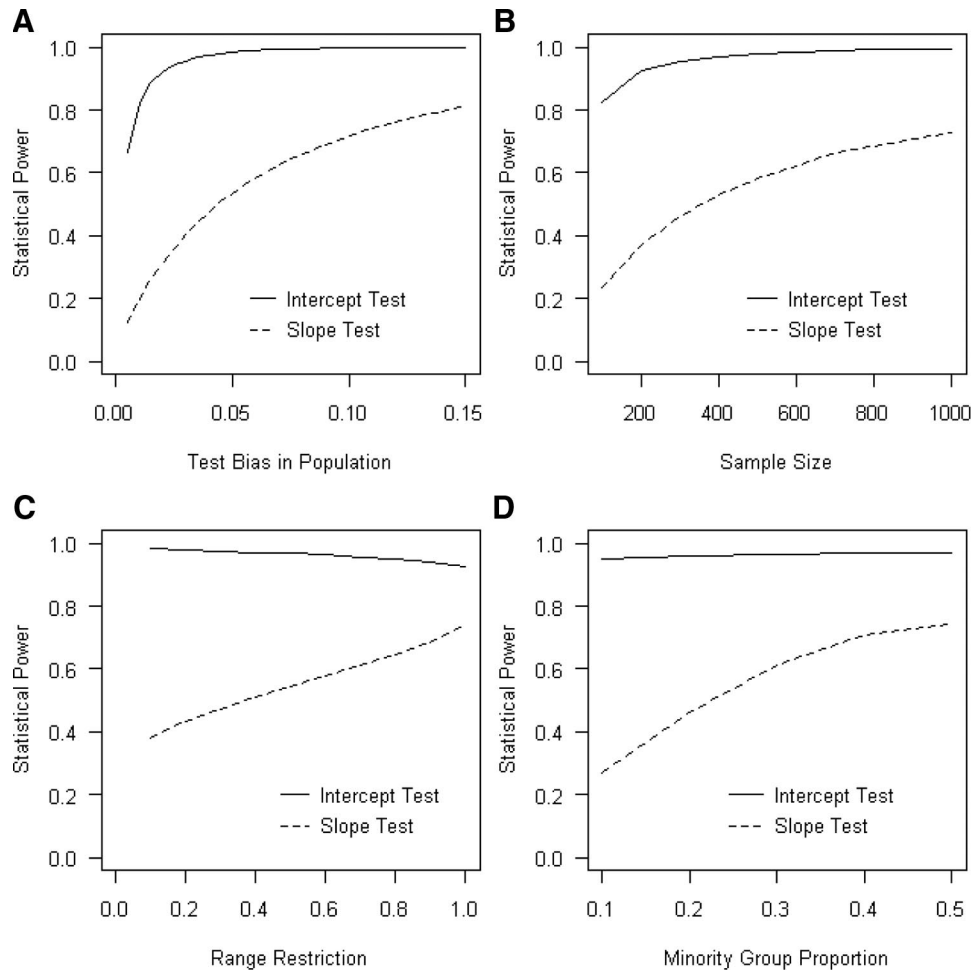 A
Statistical Power
1.0
0.8
0.6
0.4
0.2
0.0
Intercept Test
Slope Test
0.00
0.05
0.10
0.15
Test Bias in Population
B
Statistical Power
1.0
0.8
0.6
0.4
0.2
0.0
Intercept Test
Slope Test
200
400
600
800
1000
Sample Size
C
Statistical Power
1.0
0.8
0.6
0.4
0.2
0.0
Intercept Test
Slope Test
0.0
0.2
0.4
0.6
0.8
1.0
Range Restriction
D
Statistical Power
1.0
0.8
0.6
0.4
0.2
0.0
Intercept Test
Slope Test
0.1
0.2
0.3
0.4
0.5
Minority Group Proportion